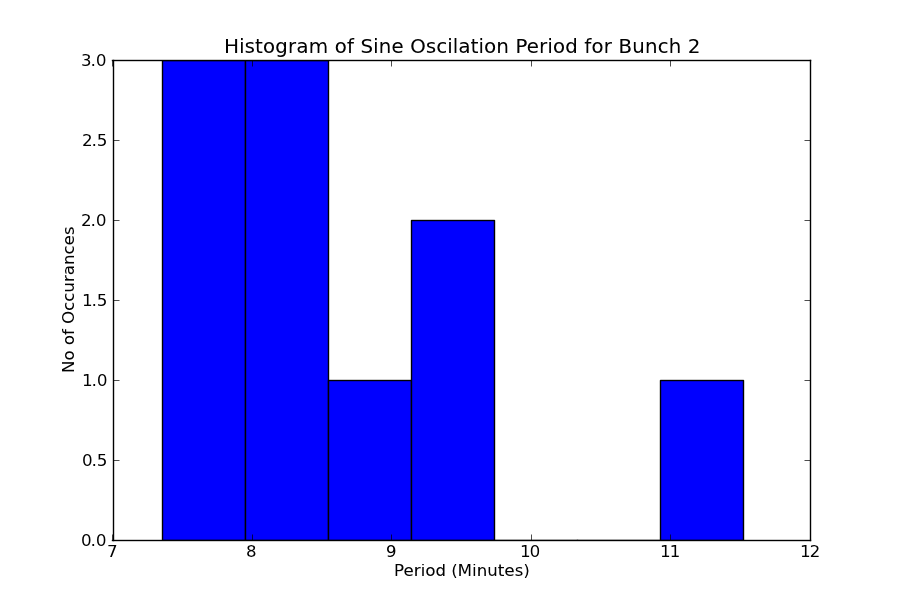 Histogram of Sine Oscilation Period for Bunch 2
3.0
2.5
2.0
1.5
1.0
0.5
0.0
No of Occurances
7 8 9 10 11 12
Period (Minutes)